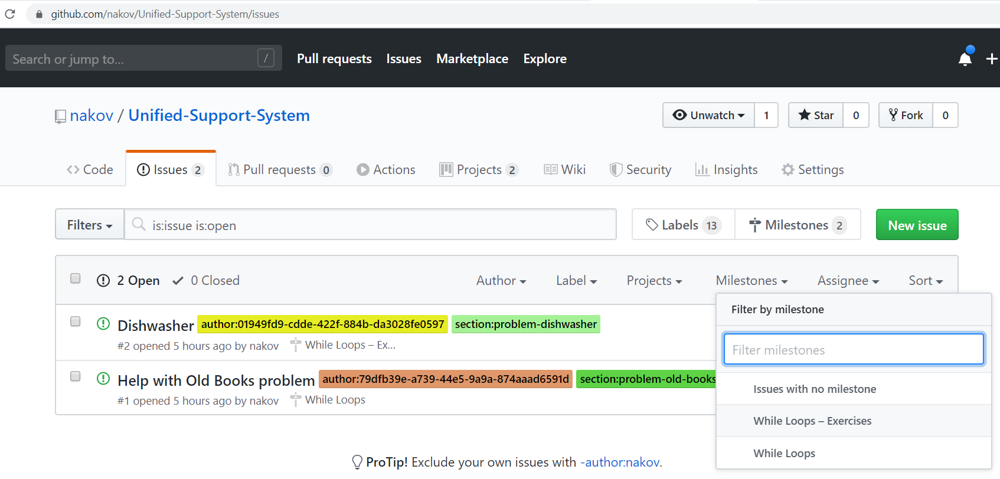 github.com/nakov/Unified-Support-System/issues
Search or jump to... /
Pull requests Issues Marketplace Explore
nakov / Unified-Support-System
Unwatch 1 Star 0 Fork 0
Code Issues 2 Pull requests 0 Actions Projects 2 Wiki Security Insights Settings
Filters is:issue is:open Labels 13 Milestones 2 New issue
2 Open 0 Closed Author Label Projects Milestones Assignee Sort
Dishwasher author:01949fd9-cdde-422f-884b-da3028fe0597 section:problem-dishwasher
#2 opened 5 hours ago by nakov While Loops – Ex...
Help with Old Books problem author:79dfb39e-a739-44e5-9a9a-874aaad6591d section:problem-old-books
#1 opened 5 hours ago by nakov While Loops
Filter by milestone
Filter milestones
Issues with no milestone
While Loops – Exercises
While Loops
ProTip! Exclude your own issues with -author:nakov.